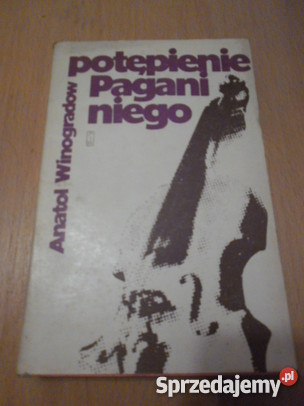 potępienie
Pagani
niego
Anatol Winogradow
Sprzedajemy.pl